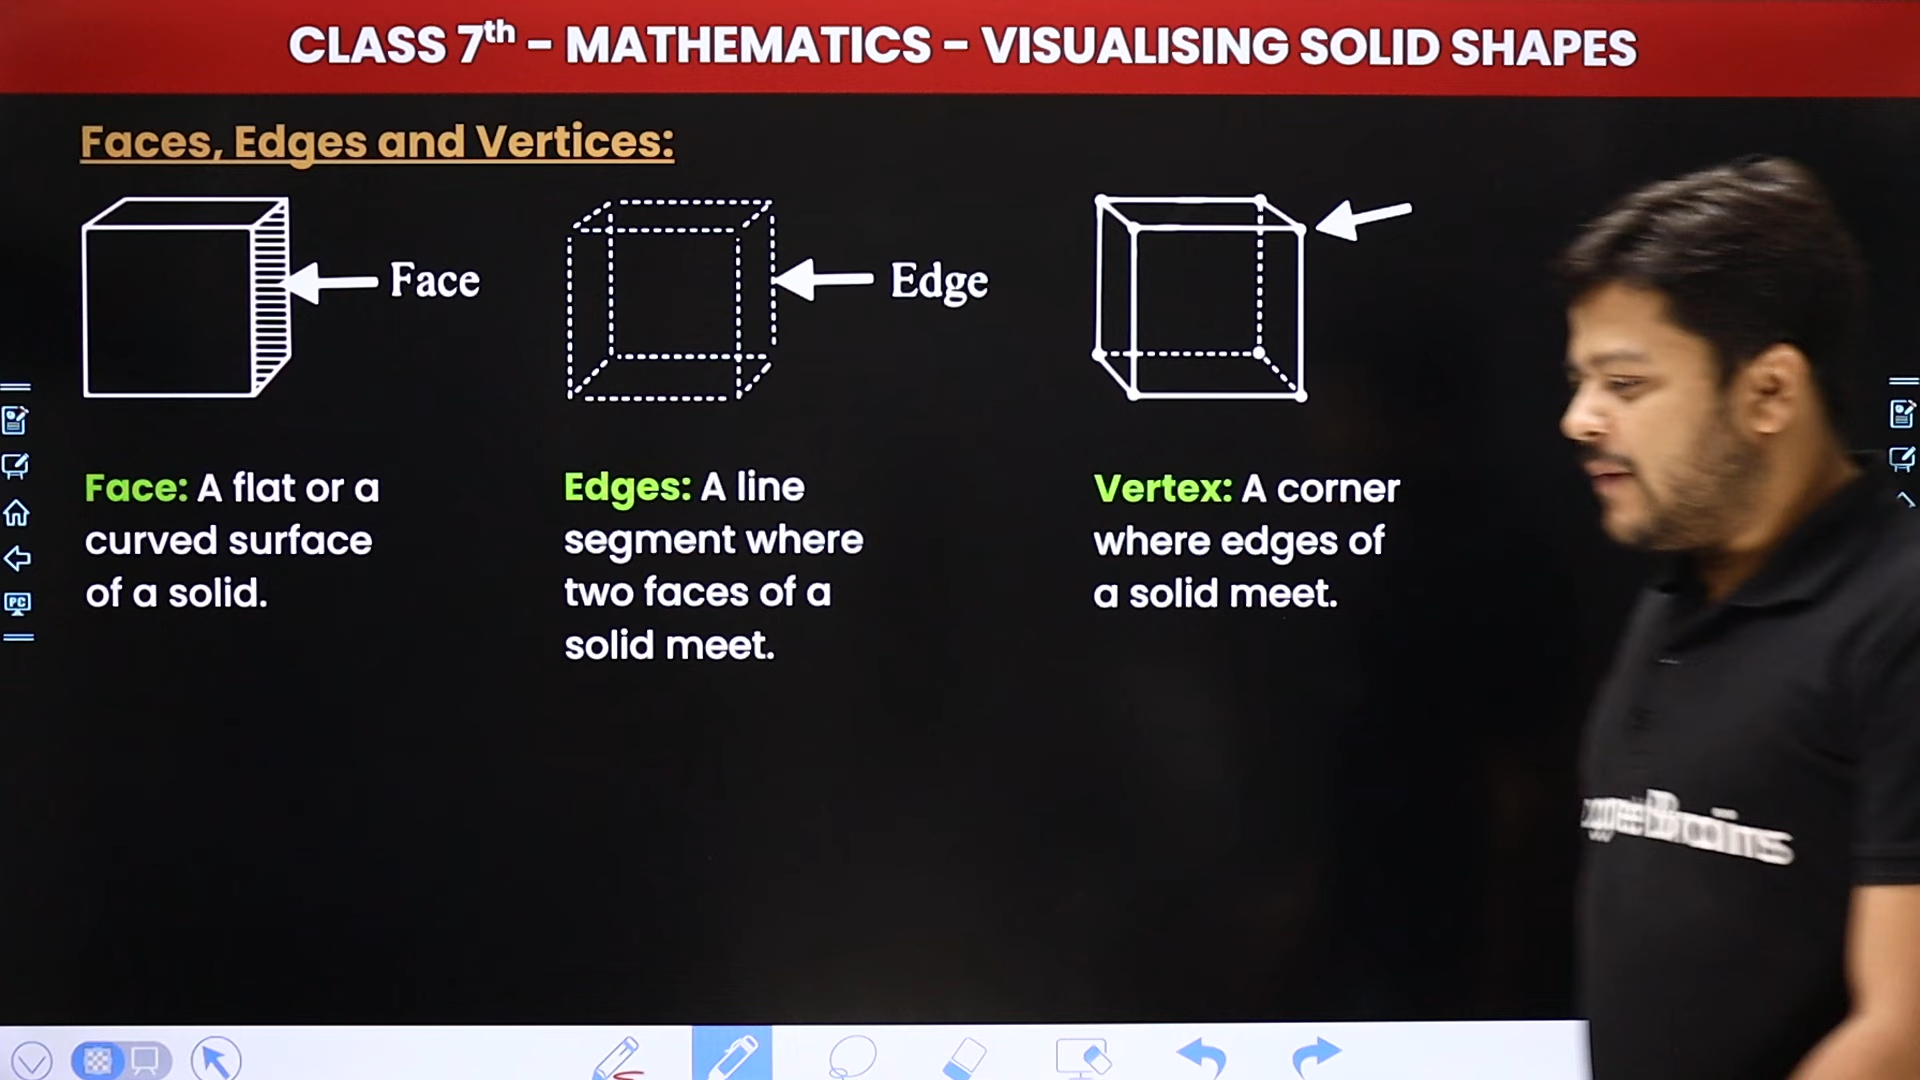 CLASS 7th – MATHEMATICS – VISUALISING SOLID SHAPES
Faces, Edges and Vertices:
Face
Edge
Face: A flat or a
curved surface
of a solid.
Edges: A line
segment where
two faces of a
solid meet.
Vertex: A corner
where edges of
a solid meet.
PC